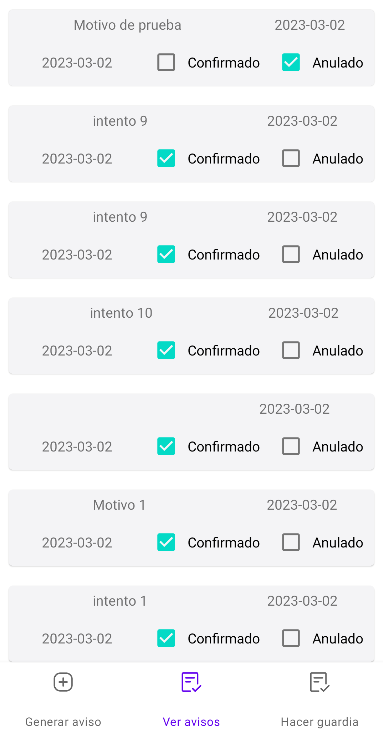 Motivo de prueba 2023-03-02
2023-03-02 Confirmado Anulado
intento 9 2023-03-02
2023-03-02 Confirmado Anulado
intento 9 2023-03-02
2023-03-02 Confirmado Anulado
intento 10 2023-03-02
2023-03-02 Confirmado Anulado
2023-03-02
2023-03-02 Confirmado Anulado
Motivo 1 2023-03-02
2023-03-02 Confirmado Anulado
intento 1 2023-03-02
2023-03-02 Confirmado Anulado
Generar aviso Ver avisos Hacer guardia